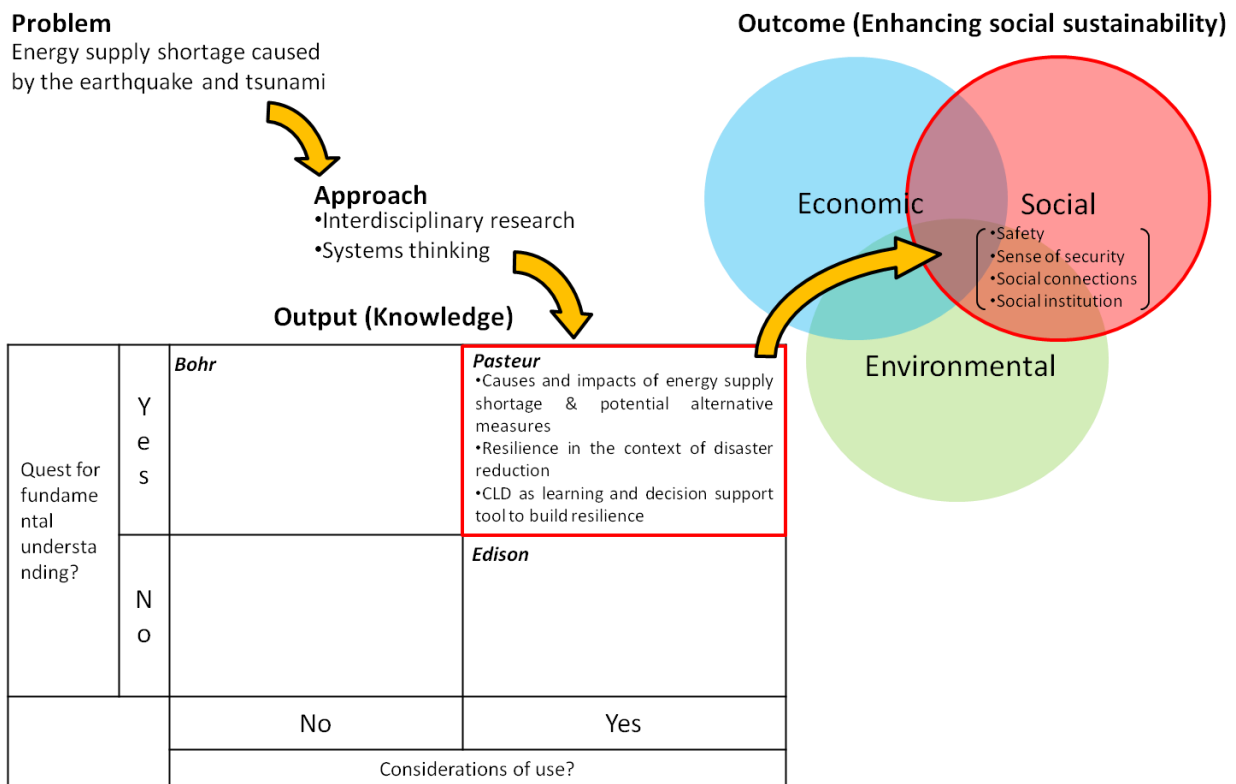 Problem
Energy supply shortage caused
by the earthquake and tsunami
Approach
•Interdisciplinary research
•Systems thinking
Outcome (Enhancing social sustainability)
Economic
Social
•Safety
•Sense of security
•Social connections
•Social institution
Environmental
Output (Knowledge)
Quest for
fundame
ntal
understa
nding?
Y
e
s
Bohr
Pasteur
•Causes and impacts of energy supply
shortage & potential alternative
measures
•Resilience in the context of disaster
reduction
•CLD as learning and decision support
tool to build resilience
N
o
Edison
No
Yes
Considerations of use?